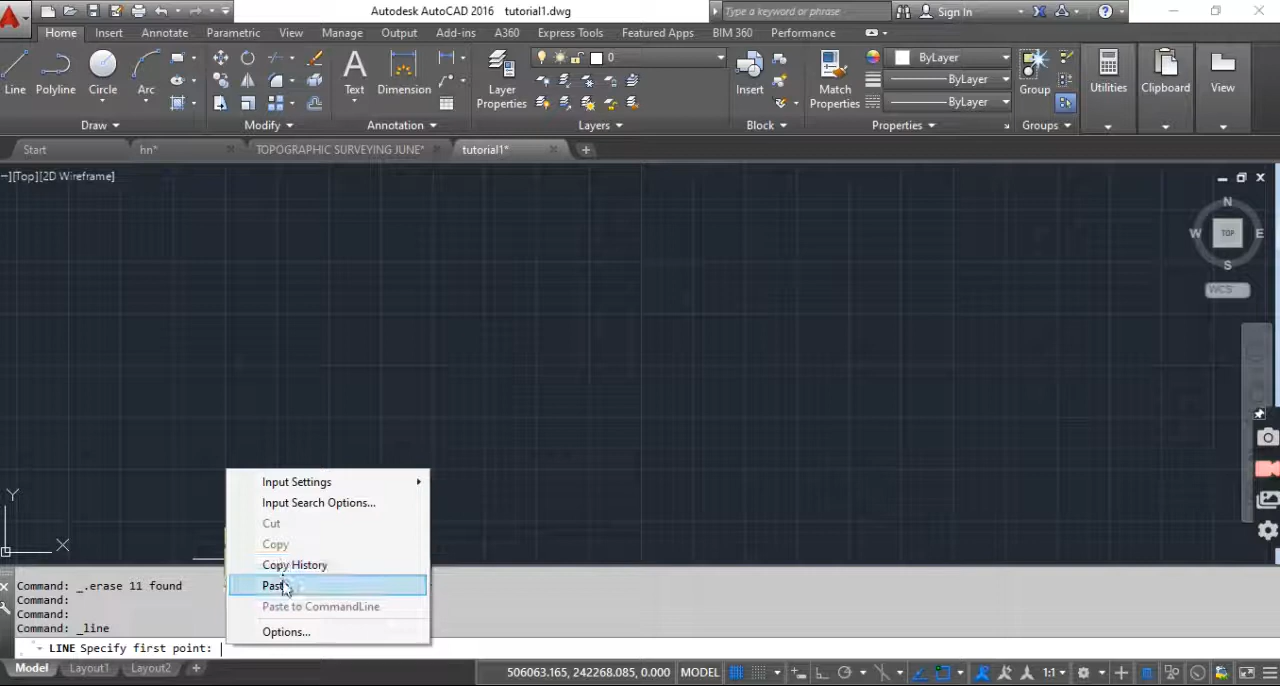 Autodesk AutoCAD 2016 tutorial1.dwg
Type a keyword or phrase
Sign In
Home Insert Annotate Parametric View Manage Output Add-ins A360 Express Tools Featured Apps BIM 360 Performance
0
ByLayer
ByLayer
ByLayer
Line Polyline Circle Arc
Text Dimension
Layer Properties
Insert
Match Properties
Group
Utilities
Clipboard
View
Draw Modify Annotation Layers Block Properties Groups
Start hn* TOPOGRAPHIC SURVEYING JUNE* tutorial1*
−][Top][2D Wireframe]
N
W TOP E
S
WCS
Y
X
Input Settings
Input Search Options...
Cut
Copy
Copy History
Paste
Paste to CommandLine
Options...
Command: _.erase 11 found
Command:
Command:
Command: _line
LINE Specify first point:
Model Layout1 Layout2 +
506063.165, 242268.085, 0.000 MODEL 1:1